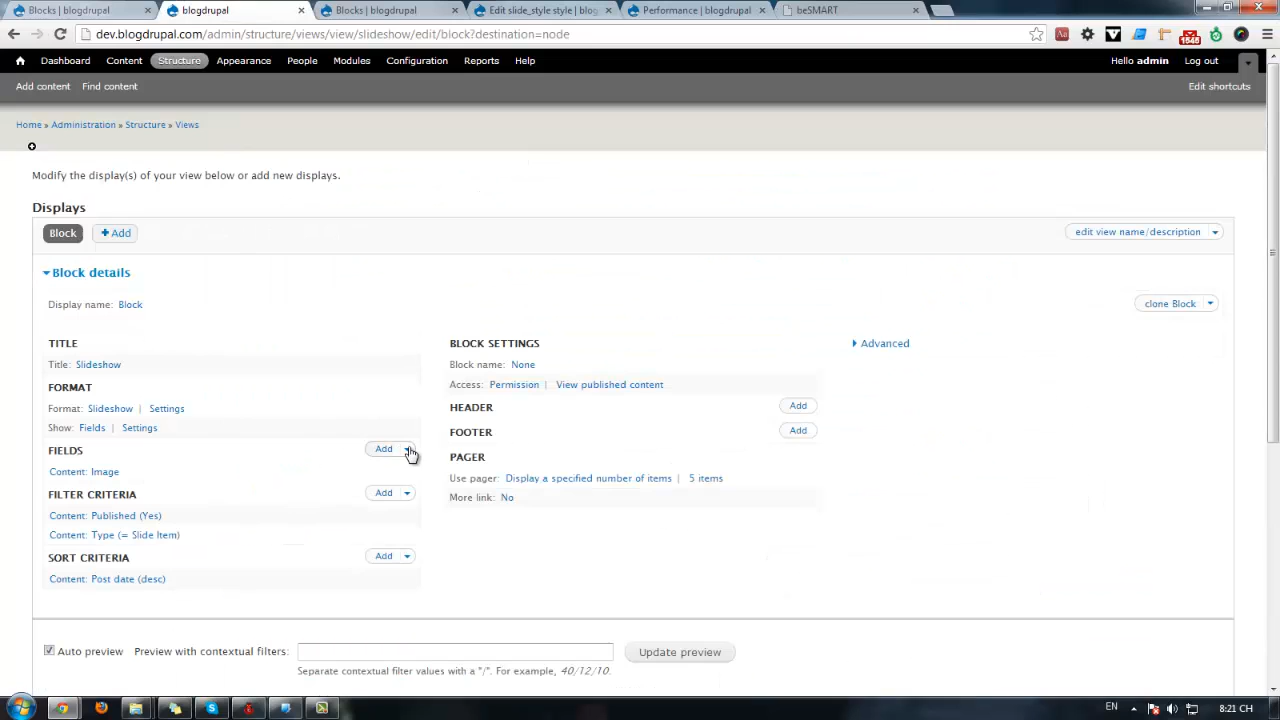 Blocks | blogdrupal
blogdrupal
Blocks | blogdrupal
Edit slide_style style | blog
Performance | blogdrupal
beSMART
dev.blogdrupal.com/admin/structure/views/view/slideshow/edit/block?destination=node
1545
Dashboard Content Structure Appearance People Modules Configuration Reports Help Hello admin Log out
Add content Find content Edit shortcuts
Home » Administration » Structure » Views
Modify the display(s) of your view below or add new displays.
Displays
Block + Add edit view name/description
Block details
Display name: Block clone Block
TITLE BLOCK SETTINGS Advanced
Title: Slideshow Block name: None
FORMAT Access: Permission | View published content
Format: Slideshow | Settings HEADER Add
Show: Fields | Settings FOOTER Add
FIELDS Add PAGER
Content: Image Use pager: Display a specified number of items | 5 items
FILTER CRITERIA Add More link: No
Content: Published (Yes)
Content: Type (= Slide Item)
SORT CRITERIA Add
Content: Post date (desc)
Auto preview Preview with contextual filters: Update preview
Separate contextual filter values with a "/". For example, 40/12/10.
EN 8:21 CH